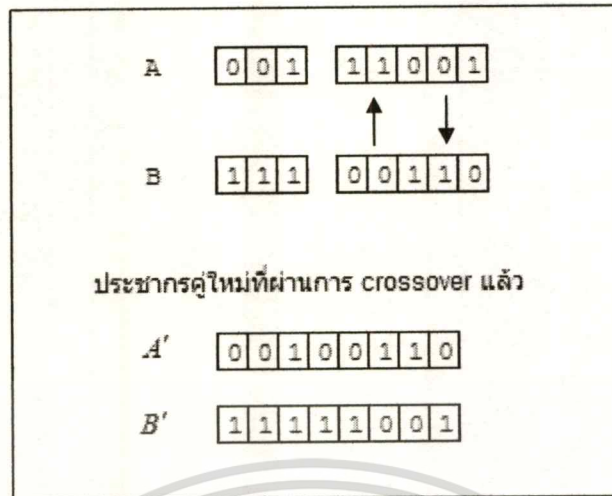 A 0 0 1 1 1 0 0 1
B 1 1 1 0 0 1 1 0
ประชากรคู่ใหม่ที่ผ่านการ crossover แล้ว
A' 0 0 1 0 0 1 1 0
B' 1 1 1 1 1 0 0 1